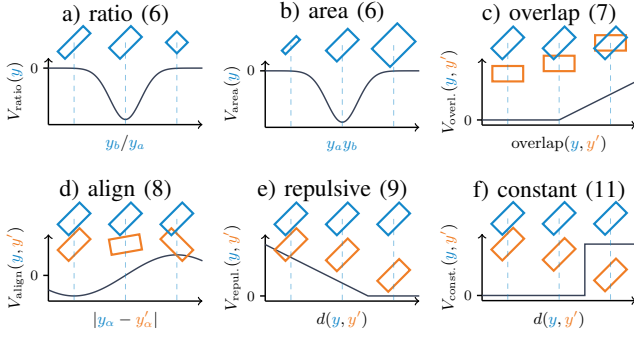 a) ratio (6)
V_ratio(y)
0
y_b/y_a
b) area (6)
V_area(y)
0
y_a y_b
c) overlap (7)
V_overl.(y, y′)
0
overlap(y, y′)
d) align (8)
V_align(y, y′)
0
|y_α − y′_α|
e) repulsive (9)
V_repul.(y, y′)
0
d(y, y′)
f) constant (11)
V_const.(y, y′)
0
d(y, y′)